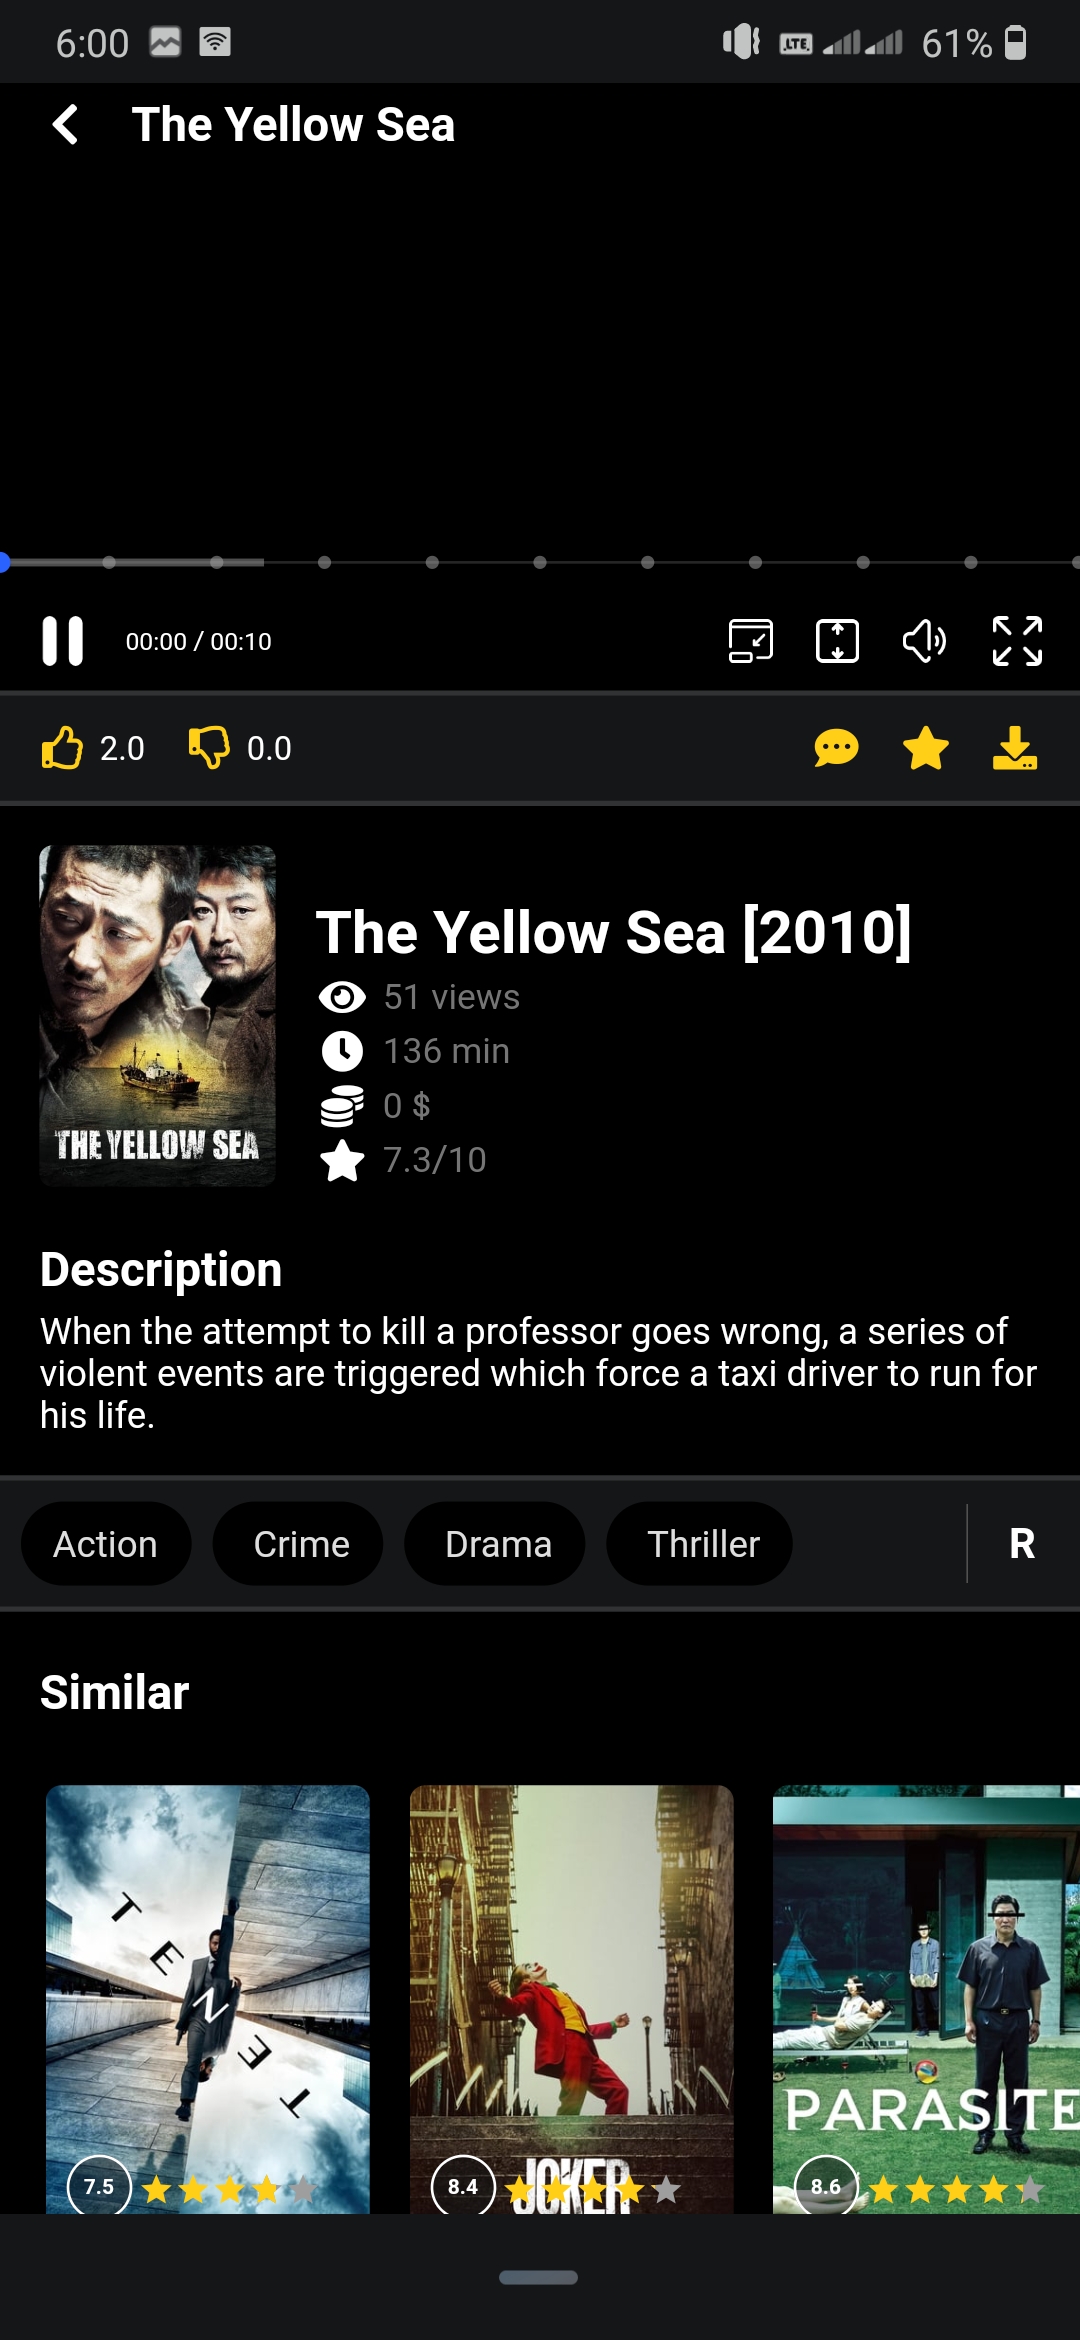 6:00 LTE 61%
The Yellow Sea
00:00 / 00:10
2.0 0.0
THE YELLOW SEA
The Yellow Sea [2010]
51 views
136 min
0 $
7.3/10
Description
When the attempt to kill a professor goes wrong, a series of
violent events are triggered which force a taxi driver to run for
his life.
Action Crime Drama Thriller R
Similar
TENET
JOKER
PARASITE
7.5 8.4 8.6